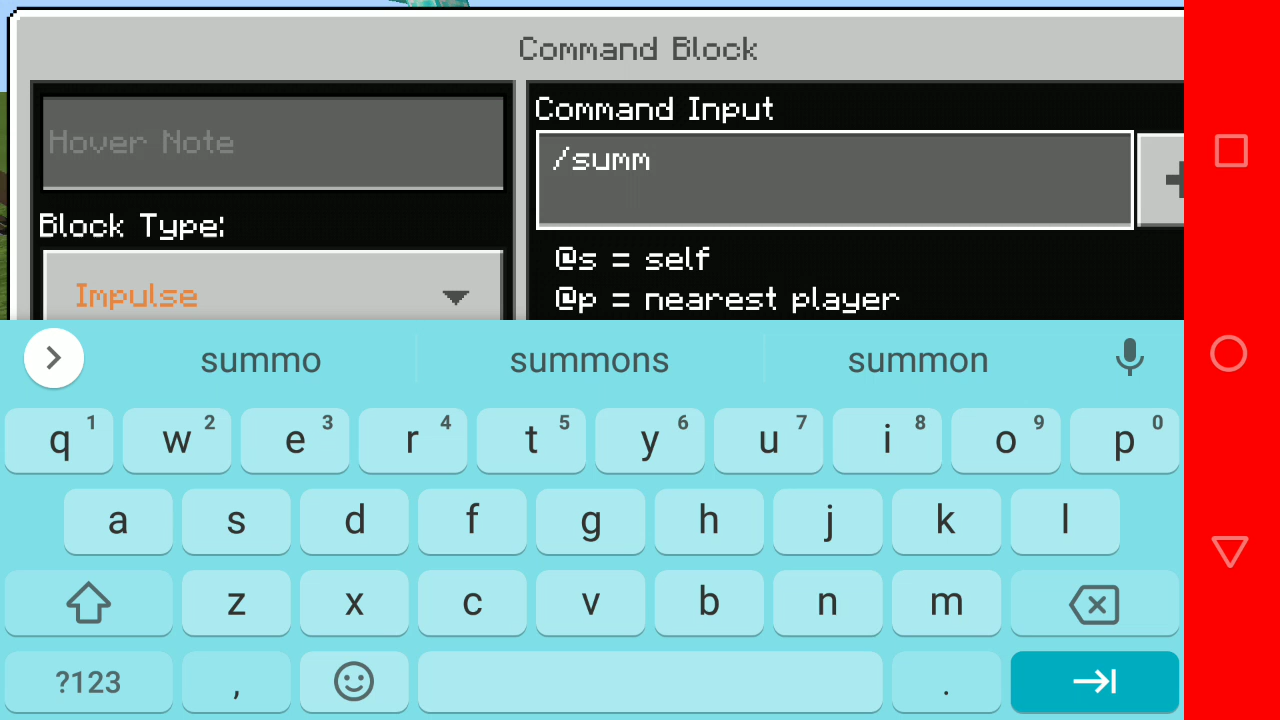 Command Block
Hover Note
Block Type:
Impulse
Command Input
/summ
@s = self
@p = nearest player
summo summons summon
q 1 w 2 e 3 r 4 t 5 y 6 u 7 i 8 o 9 p 0
a s d f g h j k l
z x c v b n m
?123 , .